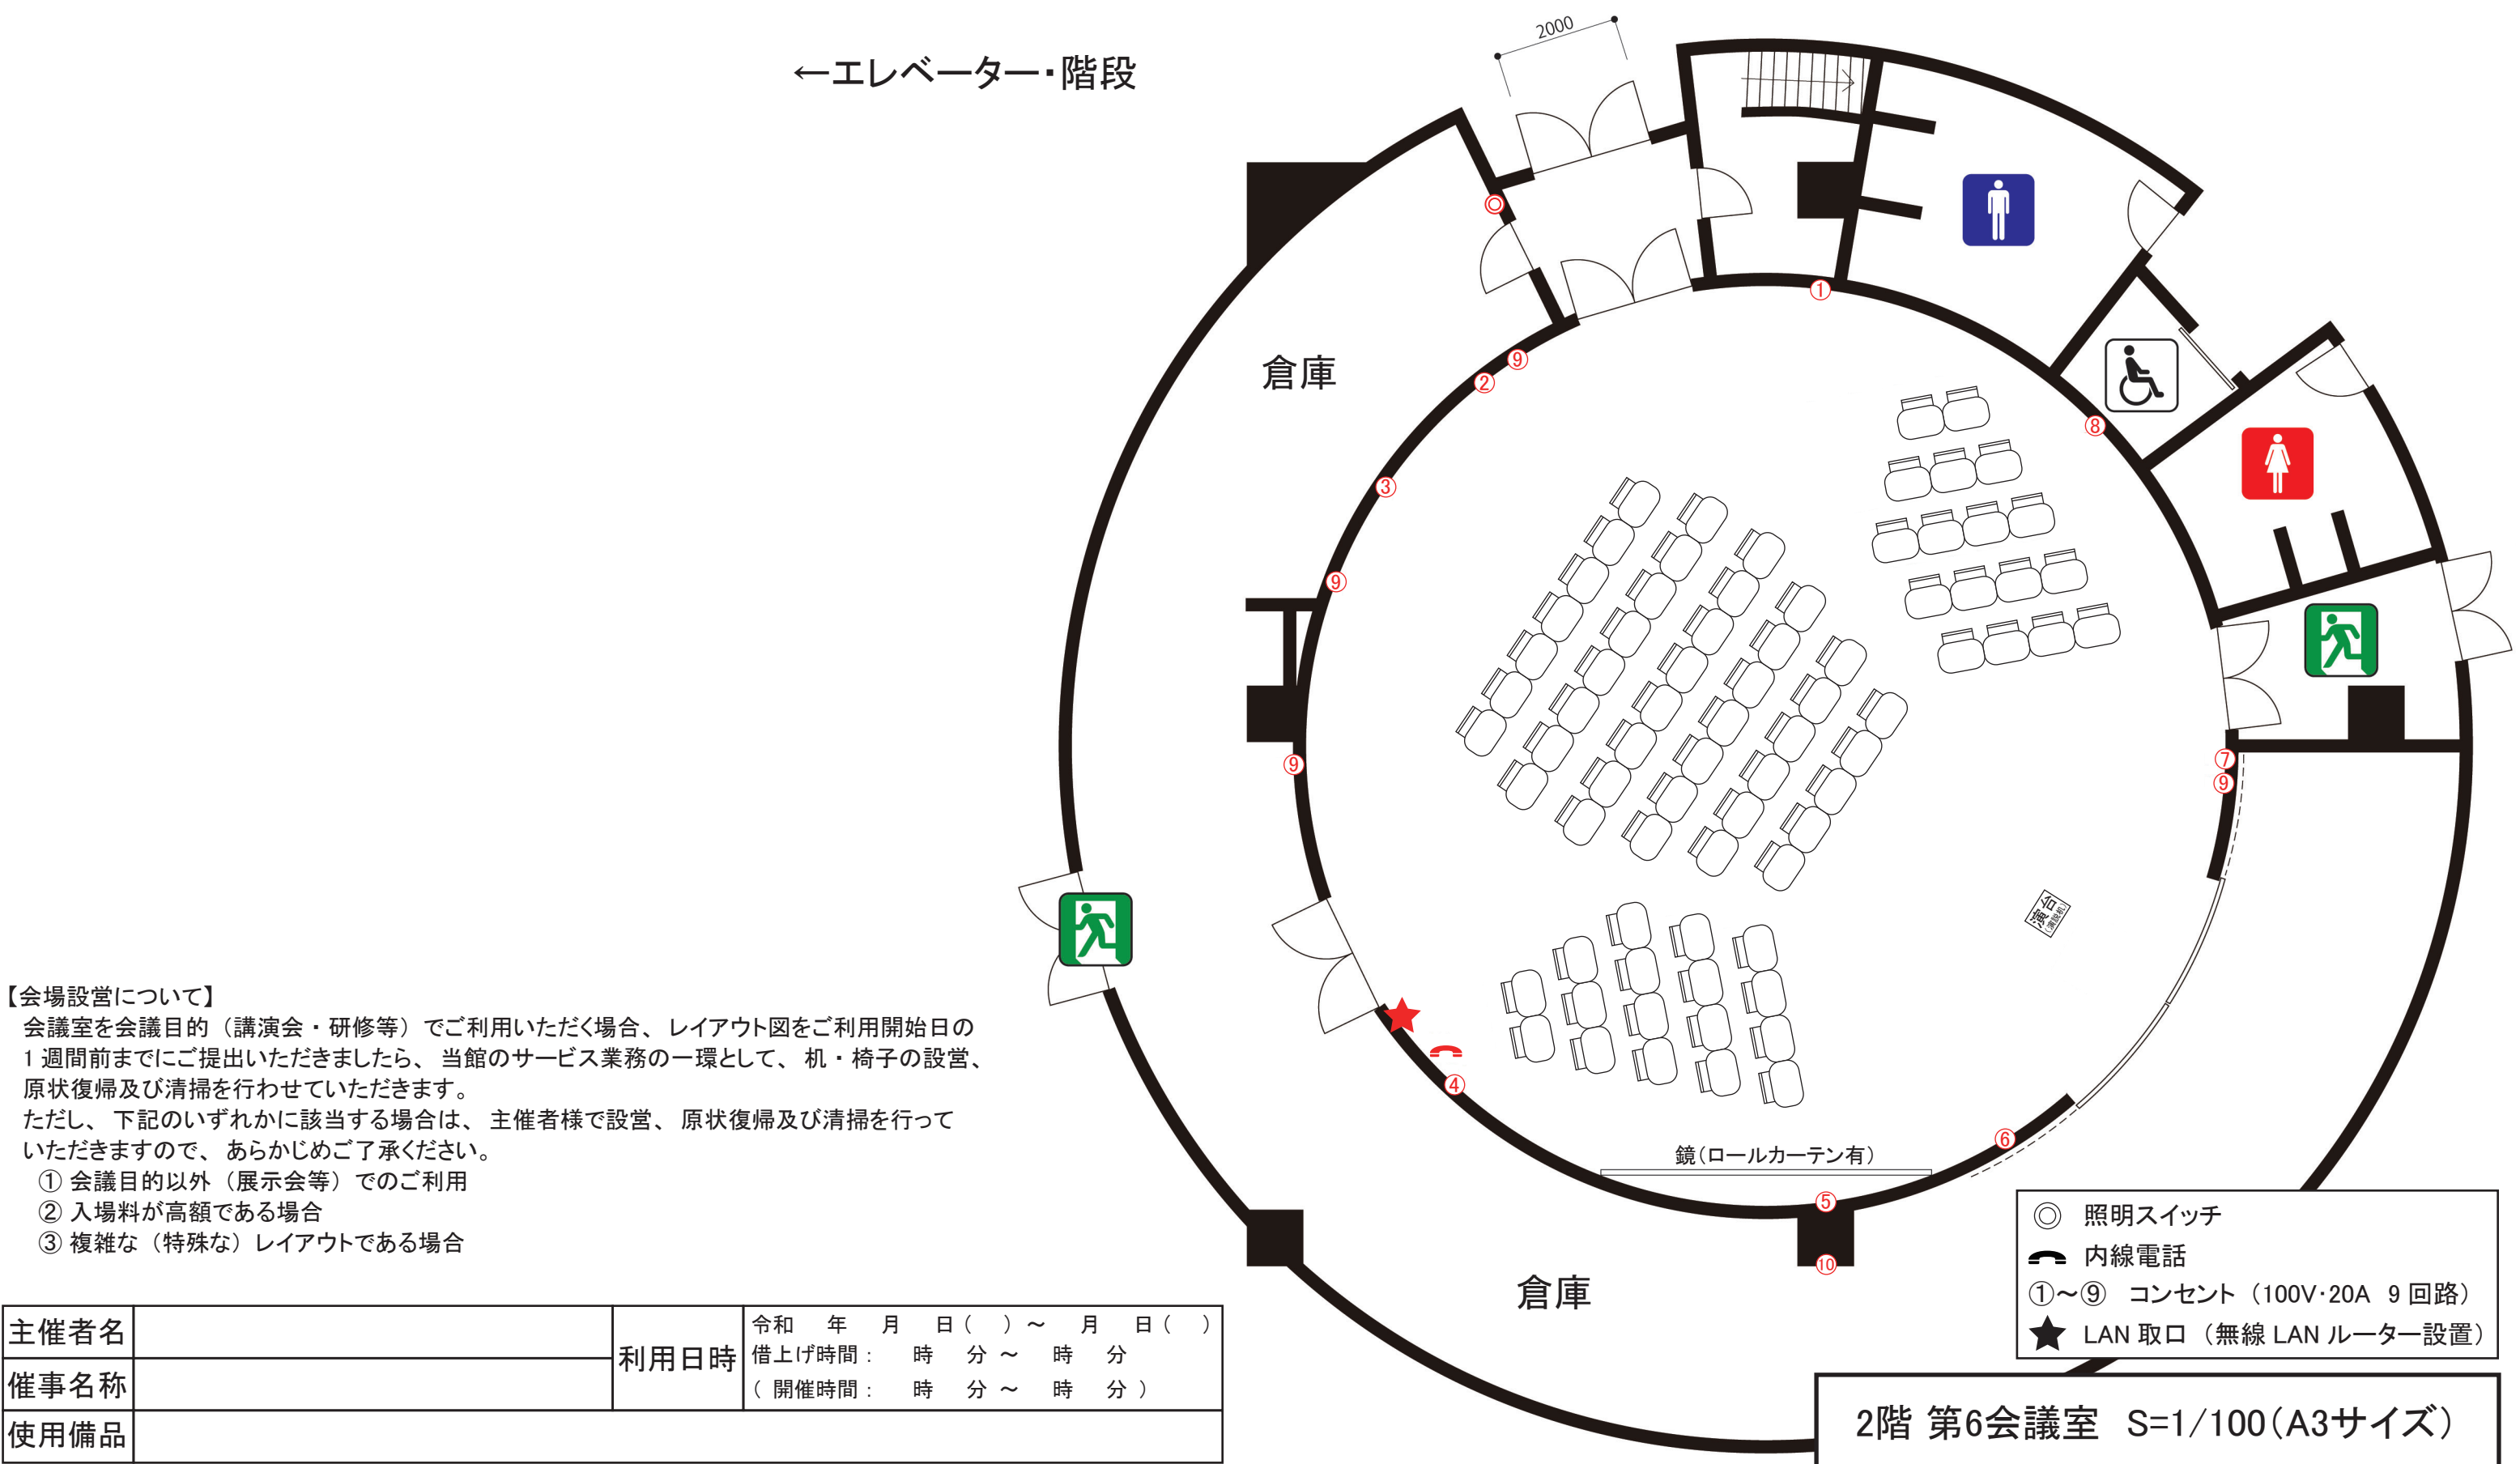 2000
←エレベーター・階段
倉庫
①
⑨
②
③
⑧
⑨
⑨
⑦
⑨
演台
(演説机)
④
鏡(ロールカーテン有)
⑥
⑤
⑩
倉庫
【会場設営について】
会議室を会議目的(講演会・研修等)でご利用いただく場合、レイアウト図をご利用開始日の
1週間前までにご提出いただきましたら、当館のサービス業務の一環として、机・椅子の設営、
原状復帰及び清掃を行わせていただきます。
ただし、下記のいずれかに該当する場合は、主催者様で設営、原状復帰及び清掃を行って
いただきますので、あらかじめご了承ください。
①会議目的以外(展示会等)でのご利用
②入場料が高額である場合
③複雑な(特殊な)レイアウトである場合
◎ 照明スイッチ
内線電話
①～⑨ コンセント(100V・20A 9回路)
★ LAN取口(無線LANルーター設置)
主催者名
催事名称
使用備品
利用日時
令和 年 月 日( )～ 月 日( )
借上げ時間: 時 分 ～ 時 分
(開催時間: 時 分 ～ 時 分)
2階 第6会議室 S=1/100(A3サイズ)